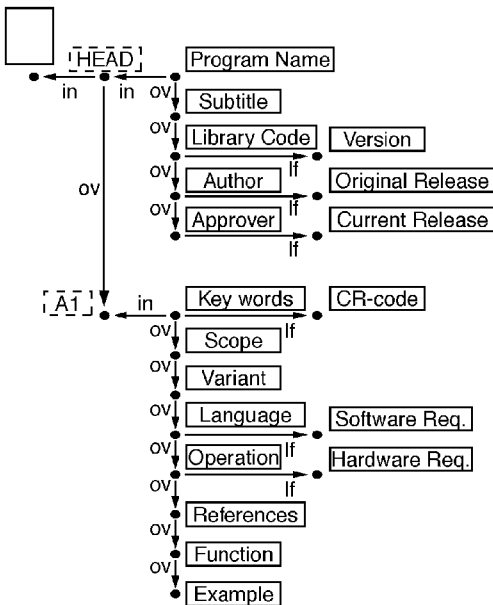 HEAD Program Name
in in ov
Subtitle
ov
Library Code Version
ov lf
Author Original Release
ov ov lf
Approver Current Release
lf
A1 in Key words CR-code
ov lf
Scope
ov
Variant
ov
Language Software Req.
ov lf
Operation Hardware Req.
ov lf
References
ov
Function
ov
Example